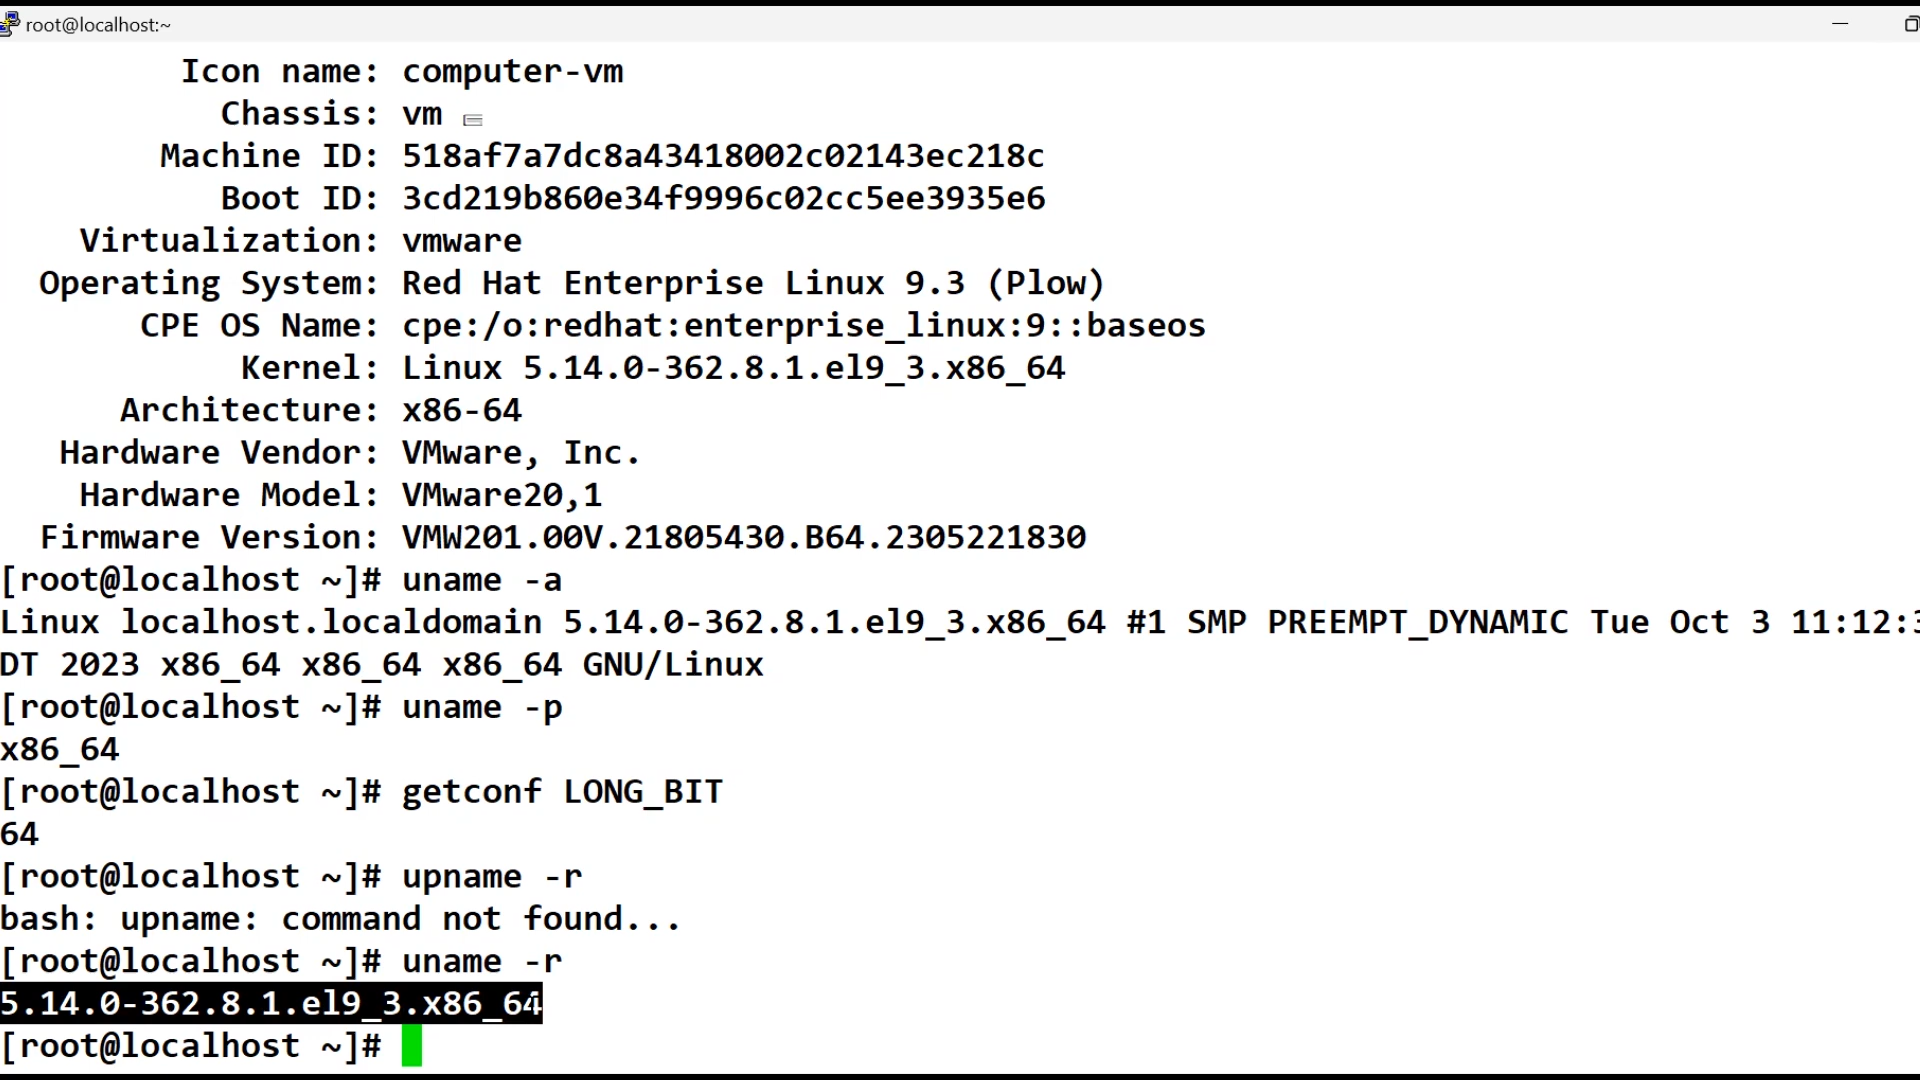 root@localhost:~
Icon name: computer-vm
Chassis: vm
Machine ID: 518af7a7dc8a43418002c02143ec218c
Boot ID: 3cd219b860e34f9996c02cc5ee3935e6
Virtualization: vmware
Operating System: Red Hat Enterprise Linux 9.3 (Plow)
CPE OS Name: cpe:/o:redhat:enterprise_linux:9::baseos
Kernel: Linux 5.14.0-362.8.1.el9_3.x86_64
Architecture: x86-64
Hardware Vendor: VMware, Inc.
Hardware Model: VMware20,1
Firmware Version: VMW201.00V.21805430.B64.2305221830
[root@localhost ~]# uname -a
Linux localhost.localdomain 5.14.0-362.8.1.el9_3.x86_64 #1 SMP PREEMPT_DYNAMIC Tue Oct 3 11:12:3
DT 2023 x86_64 x86_64 x86_64 GNU/Linux
[root@localhost ~]# uname -p
x86_64
[root@localhost ~]# getconf LONG_BIT
64
[root@localhost ~]# upname -r
bash: upname: command not found...
[root@localhost ~]# uname -r
5.14.0-362.8.1.el9_3.x86_64
[root@localhost ~]#